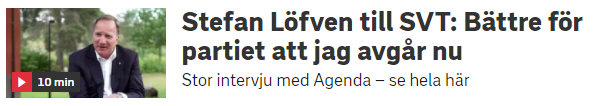 Stefan Löfven till SVT: Bättre för
partiet att jag avgår nu
Stor intervju med Agenda – se hela här
10 min